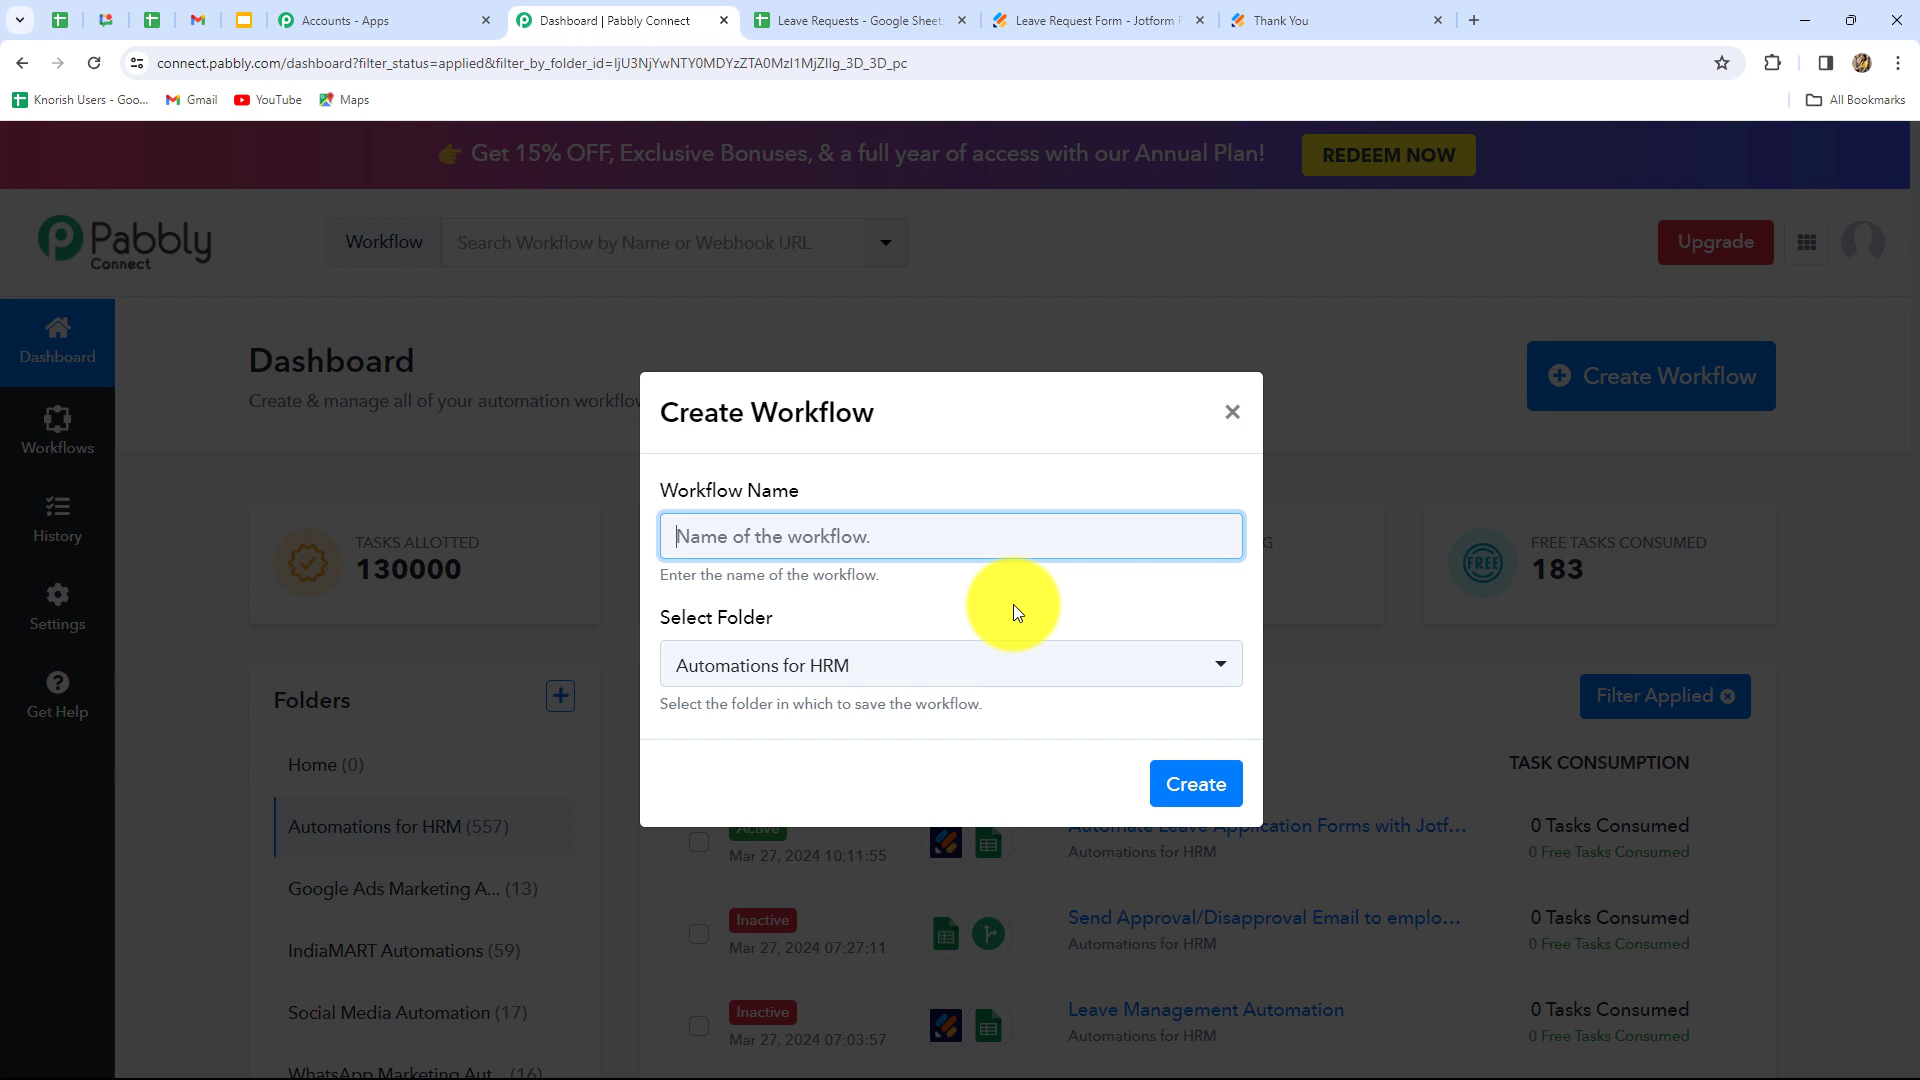 Accounts - Apps
Dashboard | Pabbly Connect
Leave Requests - Google Sheet
Leave Request Form - Jotform F
Thank You
connect.pabbly.com/dashboard?filter_status=applied&filter_by_folder_id=
Knorish Users - Goo...
Gmail
YouTube
Maps
All Bookmarks
Get 15% OFF, Exclusive Bonuses, & a full year of access with our Annual Plan!
REDEEM NOW
Pabbly
Connect
Workflow
Search Workflow by Name or Webhook URL
Upgrade
Dashboard
Workflows
History
Settings
Get Help
Dashboard
Create & manage all of your automation workflow
Create Workflow
TASKS ALLOTTED
130000
G
FREE
FREE TASKS CONSUMED
183
Create Workflow
Workflow Name
Name of the workflow.
Enter the name of the workflow.
Select Folder
Automations for HRM
Select the folder in which to save the workflow.
Create
Folders
Home (0)
Automations for HRM (557)
Google Ads Marketing A... (13)
IndiaMART Automations (59)
Social Media Automation (17)
WhatsApp Marketing Aut... (16)
Filter Applied
TASK CONSUMPTION
Active
Mar 27, 2024 10:11:55
Automate Leave Application Forms with Jotf...
Automations for HRM
0 Tasks Consumed
0 Free Tasks Consumed
Inactive
Mar 27, 2024 07:27:11
Send Approval/Disapproval Email to emplo...
Automations for HRM
0 Tasks Consumed
0 Free Tasks Consumed
Inactive
Mar 27, 2024 07:03:57
Leave Management Automation
Automations for HRM
0 Tasks Consumed
0 Free Tasks Consumed